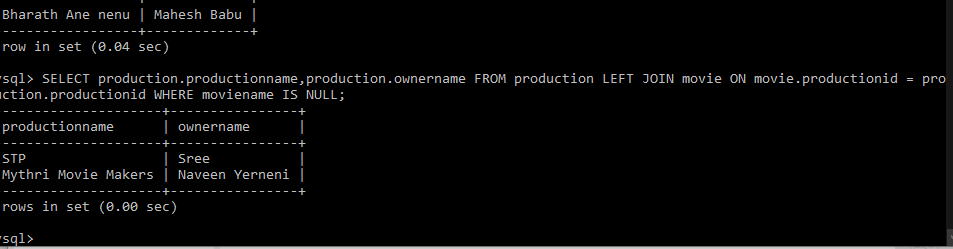 Bharath Ane nenu | Mahesh Babu |
-----------------+-------------+
row in set (0.04 sec)
ysql> SELECT production.productionname,production.ownername FROM production LEFT JOIN movie ON movie.productionid = pro
uction.productionid WHERE moviename IS NULL;
--------------------+----------------+
productionname      | ownername      |
--------------------+----------------+
STP                 | Sree           |
Mythri Movie Makers | Naveen Yerneni |
--------------------+----------------+
rows in set (0.00 sec)
ysql>